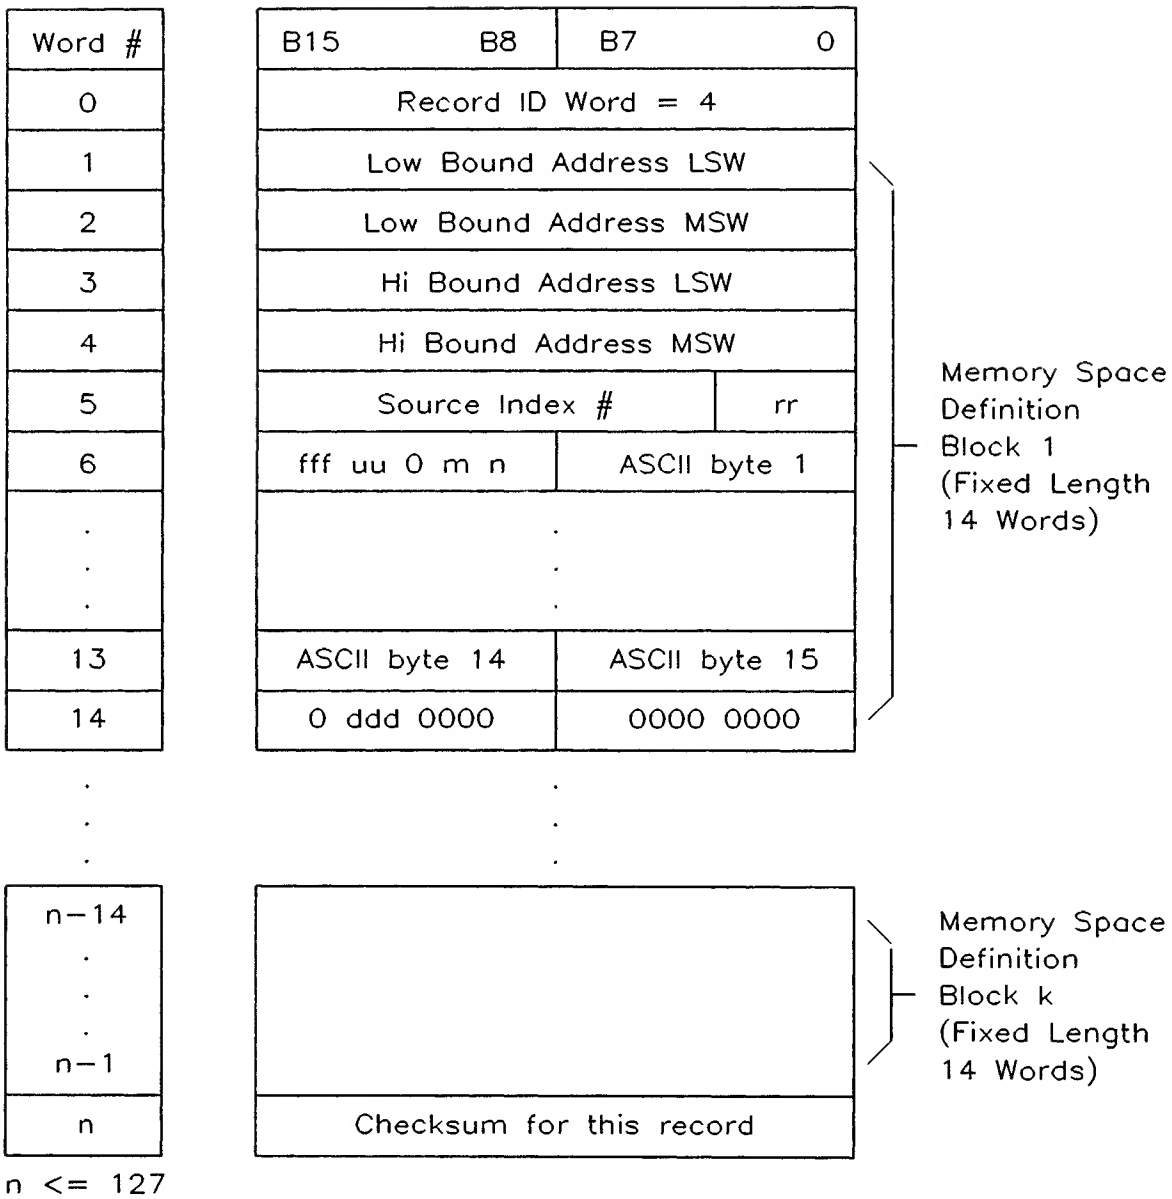 Word # B15 B8 B7 0
0 Record ID Word = 4
1 Low Bound Address LSW
2 Low Bound Address MSW
3 Hi Bound Address LSW
4 Hi Bound Address MSW
5 Source Index # rr
6 fff uu 0 m n ASCII byte 1
.
.
.
13 ASCII byte 14 ASCII byte 15
14 0 ddd 0000 0000 0000
Memory Space
Definition
Block 1
(Fixed Length
14 Words)
.
.
.
n-14
.
.
.
n-1
n Checksum for this record
Memory Space
Definition
Block k
(Fixed Length
14 Words)
n <= 127